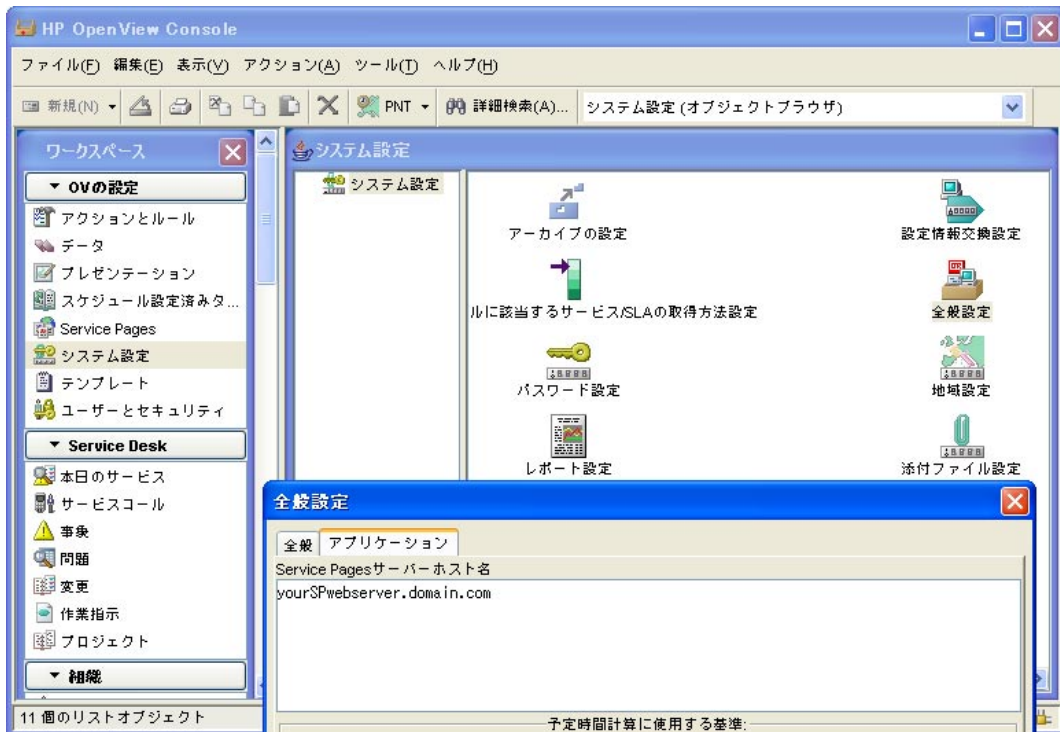 HP OpenView Console
ファイル(F) 編集(E) 表示(V) アクション(A) ツール(T) ヘルプ(H)
新規(N) PNT 詳細検索(A)... システム設定 (オブジェクトブラウザ)
ワークスペース
OVの設定
アクションとルール
データ
プレゼンテーション
スケジュール設定済みタ...
Service Pages
システム設定
テンプレート
ユーザーとセキュリティ
Service Desk
本日のサービス
サービスコール
事象
問題
変更
作業指示
プロジェクト
組織
11 個のリストオブジェクト
システム設定
システム設定
アーカイブの設定
設定情報交換設定
ルに該当するサービス/SLAの取得方法設定
全般設定
パスワード設定
地域設定
レポート設定
添付ファイル設定
全般設定
全般 アプリケーション
Service Pagesサーバーホスト名
yourSPwebserver.domain.com
予定時間計算に使用する基準: